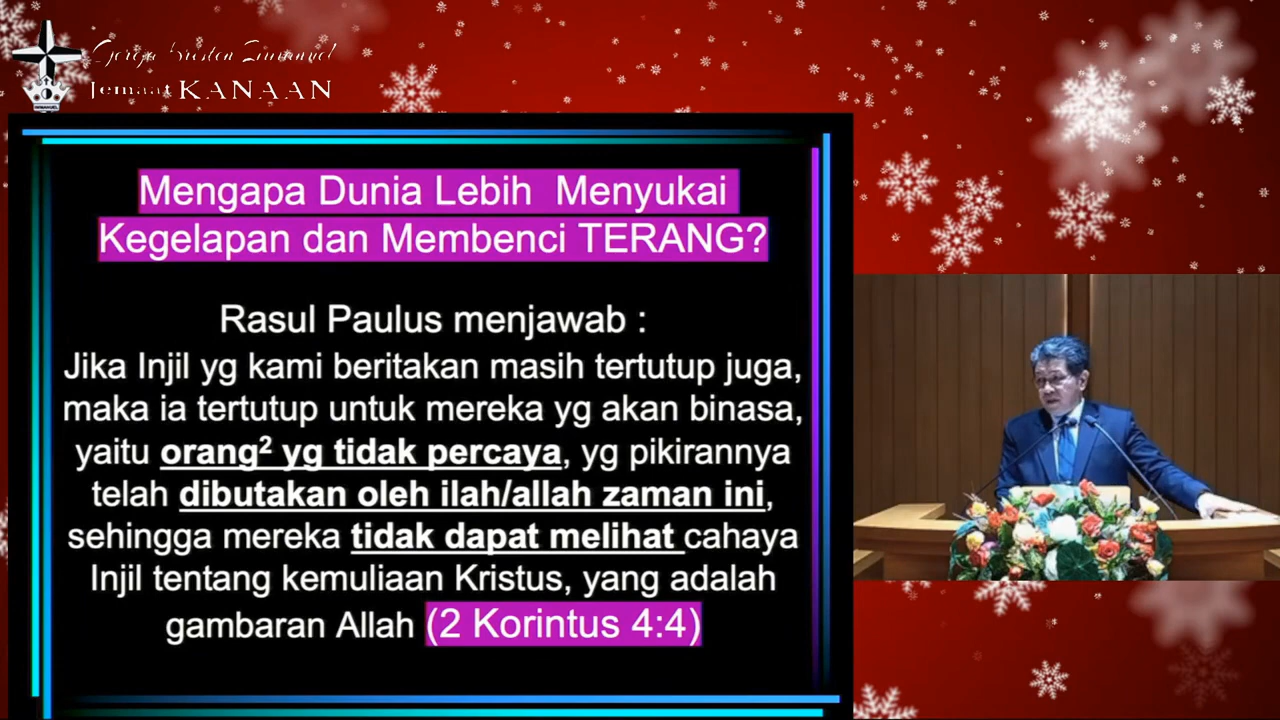 Gereja Kristen Immanuel
Jemaat KANAAN
Mengapa Dunia Lebih  Menyukai
Kegelapan dan Membenci TERANG?
Rasul Paulus menjawab :
Jika Injil yg kami beritakan masih tertutup juga,
maka ia tertutup untuk mereka yg akan binasa,
yaitu orang² yg tidak percaya, yg pikirannya
telah dibutakan oleh ilah/allah zaman ini,
sehingga mereka tidak dapat melihat cahaya
Injil tentang kemuliaan Kristus, yang adalah
gambaran Allah (2 Korintus 4:4)